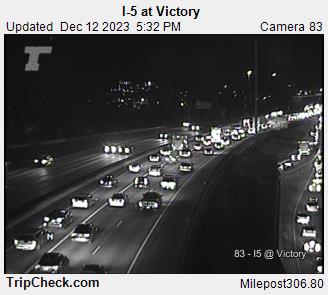 I-5 at Victory
Updated Dec 12 2023 5:32 PM Camera 83
T
N
83 - I5 @ Victory
TripCheck.com Milepost306.80